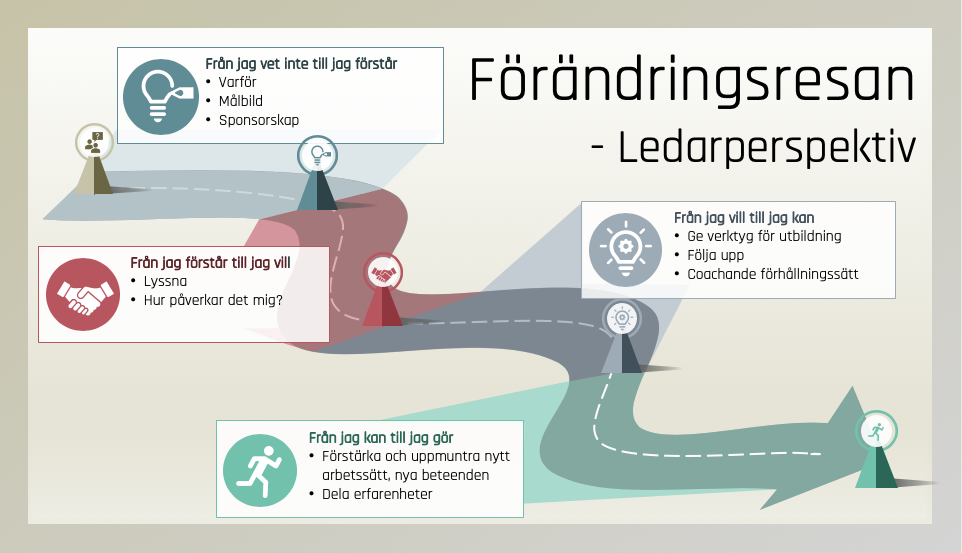 Förändringsresan
- Ledarperspektiv
Från jag vet inte till jag förstår
• Varför
• Målbild
• Sponsorskap
?
Från jag förstår till jag vill
• Lyssna
• Hur påverkar det mig?
Från jag vill till jag kan
• Ge verktyg för utbildning
• Följa upp
• Coachande förhållningssätt
Från jag kan till jag gör
• Förstärka och uppmuntra nytt
arbetssätt, nya beteenden
• Dela erfarenheter